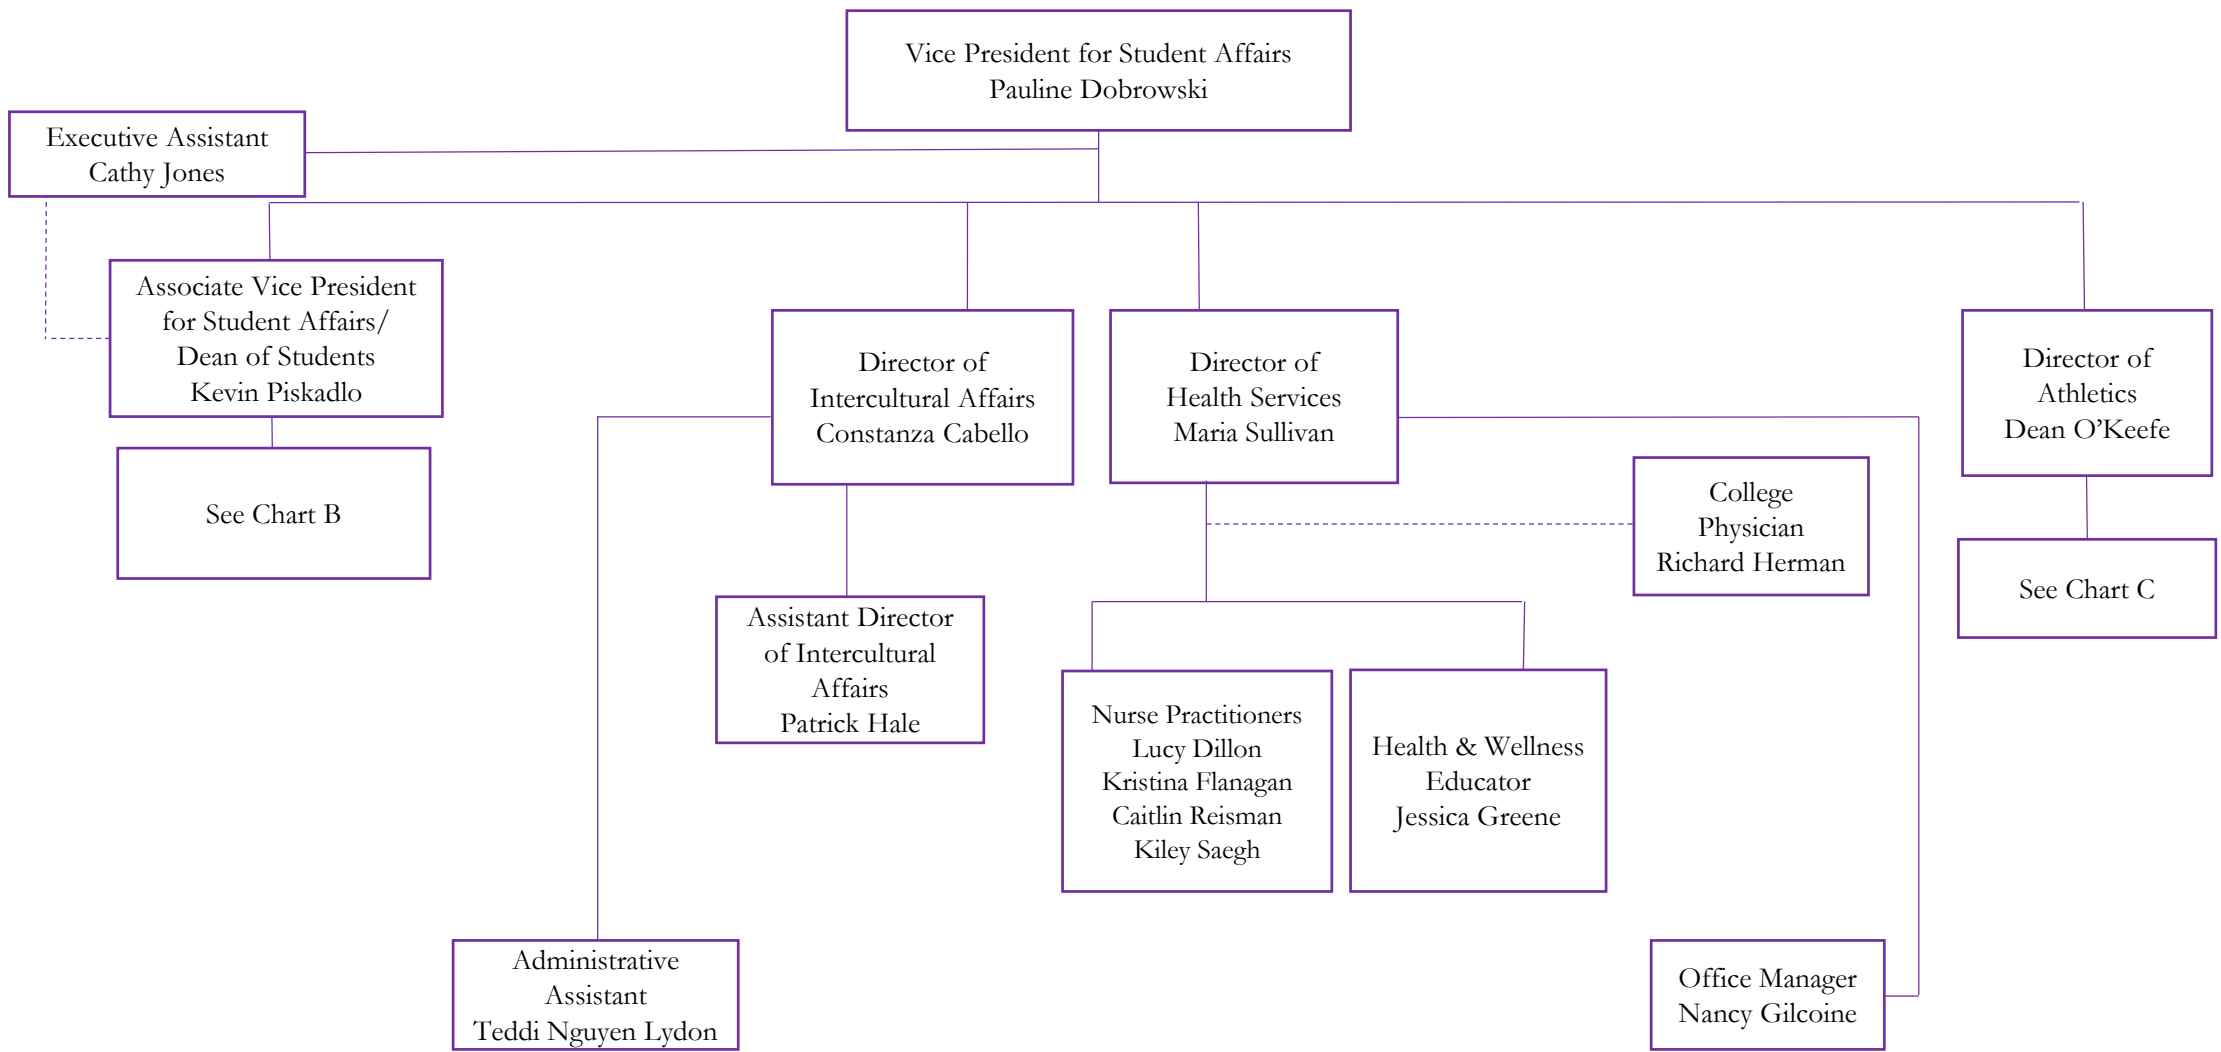 Vice President for Student Affairs
Pauline Dobrowski
Executive Assistant
Cathy Jones
Associate Vice President
for Student Affairs/
Dean of Students
Kevin Piskadlo
See Chart B
Director of
Intercultural Affairs
Constanza Cabello
Director of
Health Services
Maria Sullivan
Director of
Athletics
Dean O’Keefe
College
Physician
Richard Herman
See Chart C
Assistant Director
of Intercultural
Affairs
Patrick Hale
Nurse Practitioners
Lucy Dillon
Kristina Flanagan
Caitlin Reisman
Kiley Saegh
Health & Wellness
Educator
Jessica Greene
Administrative
Assistant
Teddi Nguyen Lydon
Office Manager
Nancy Gilcoine